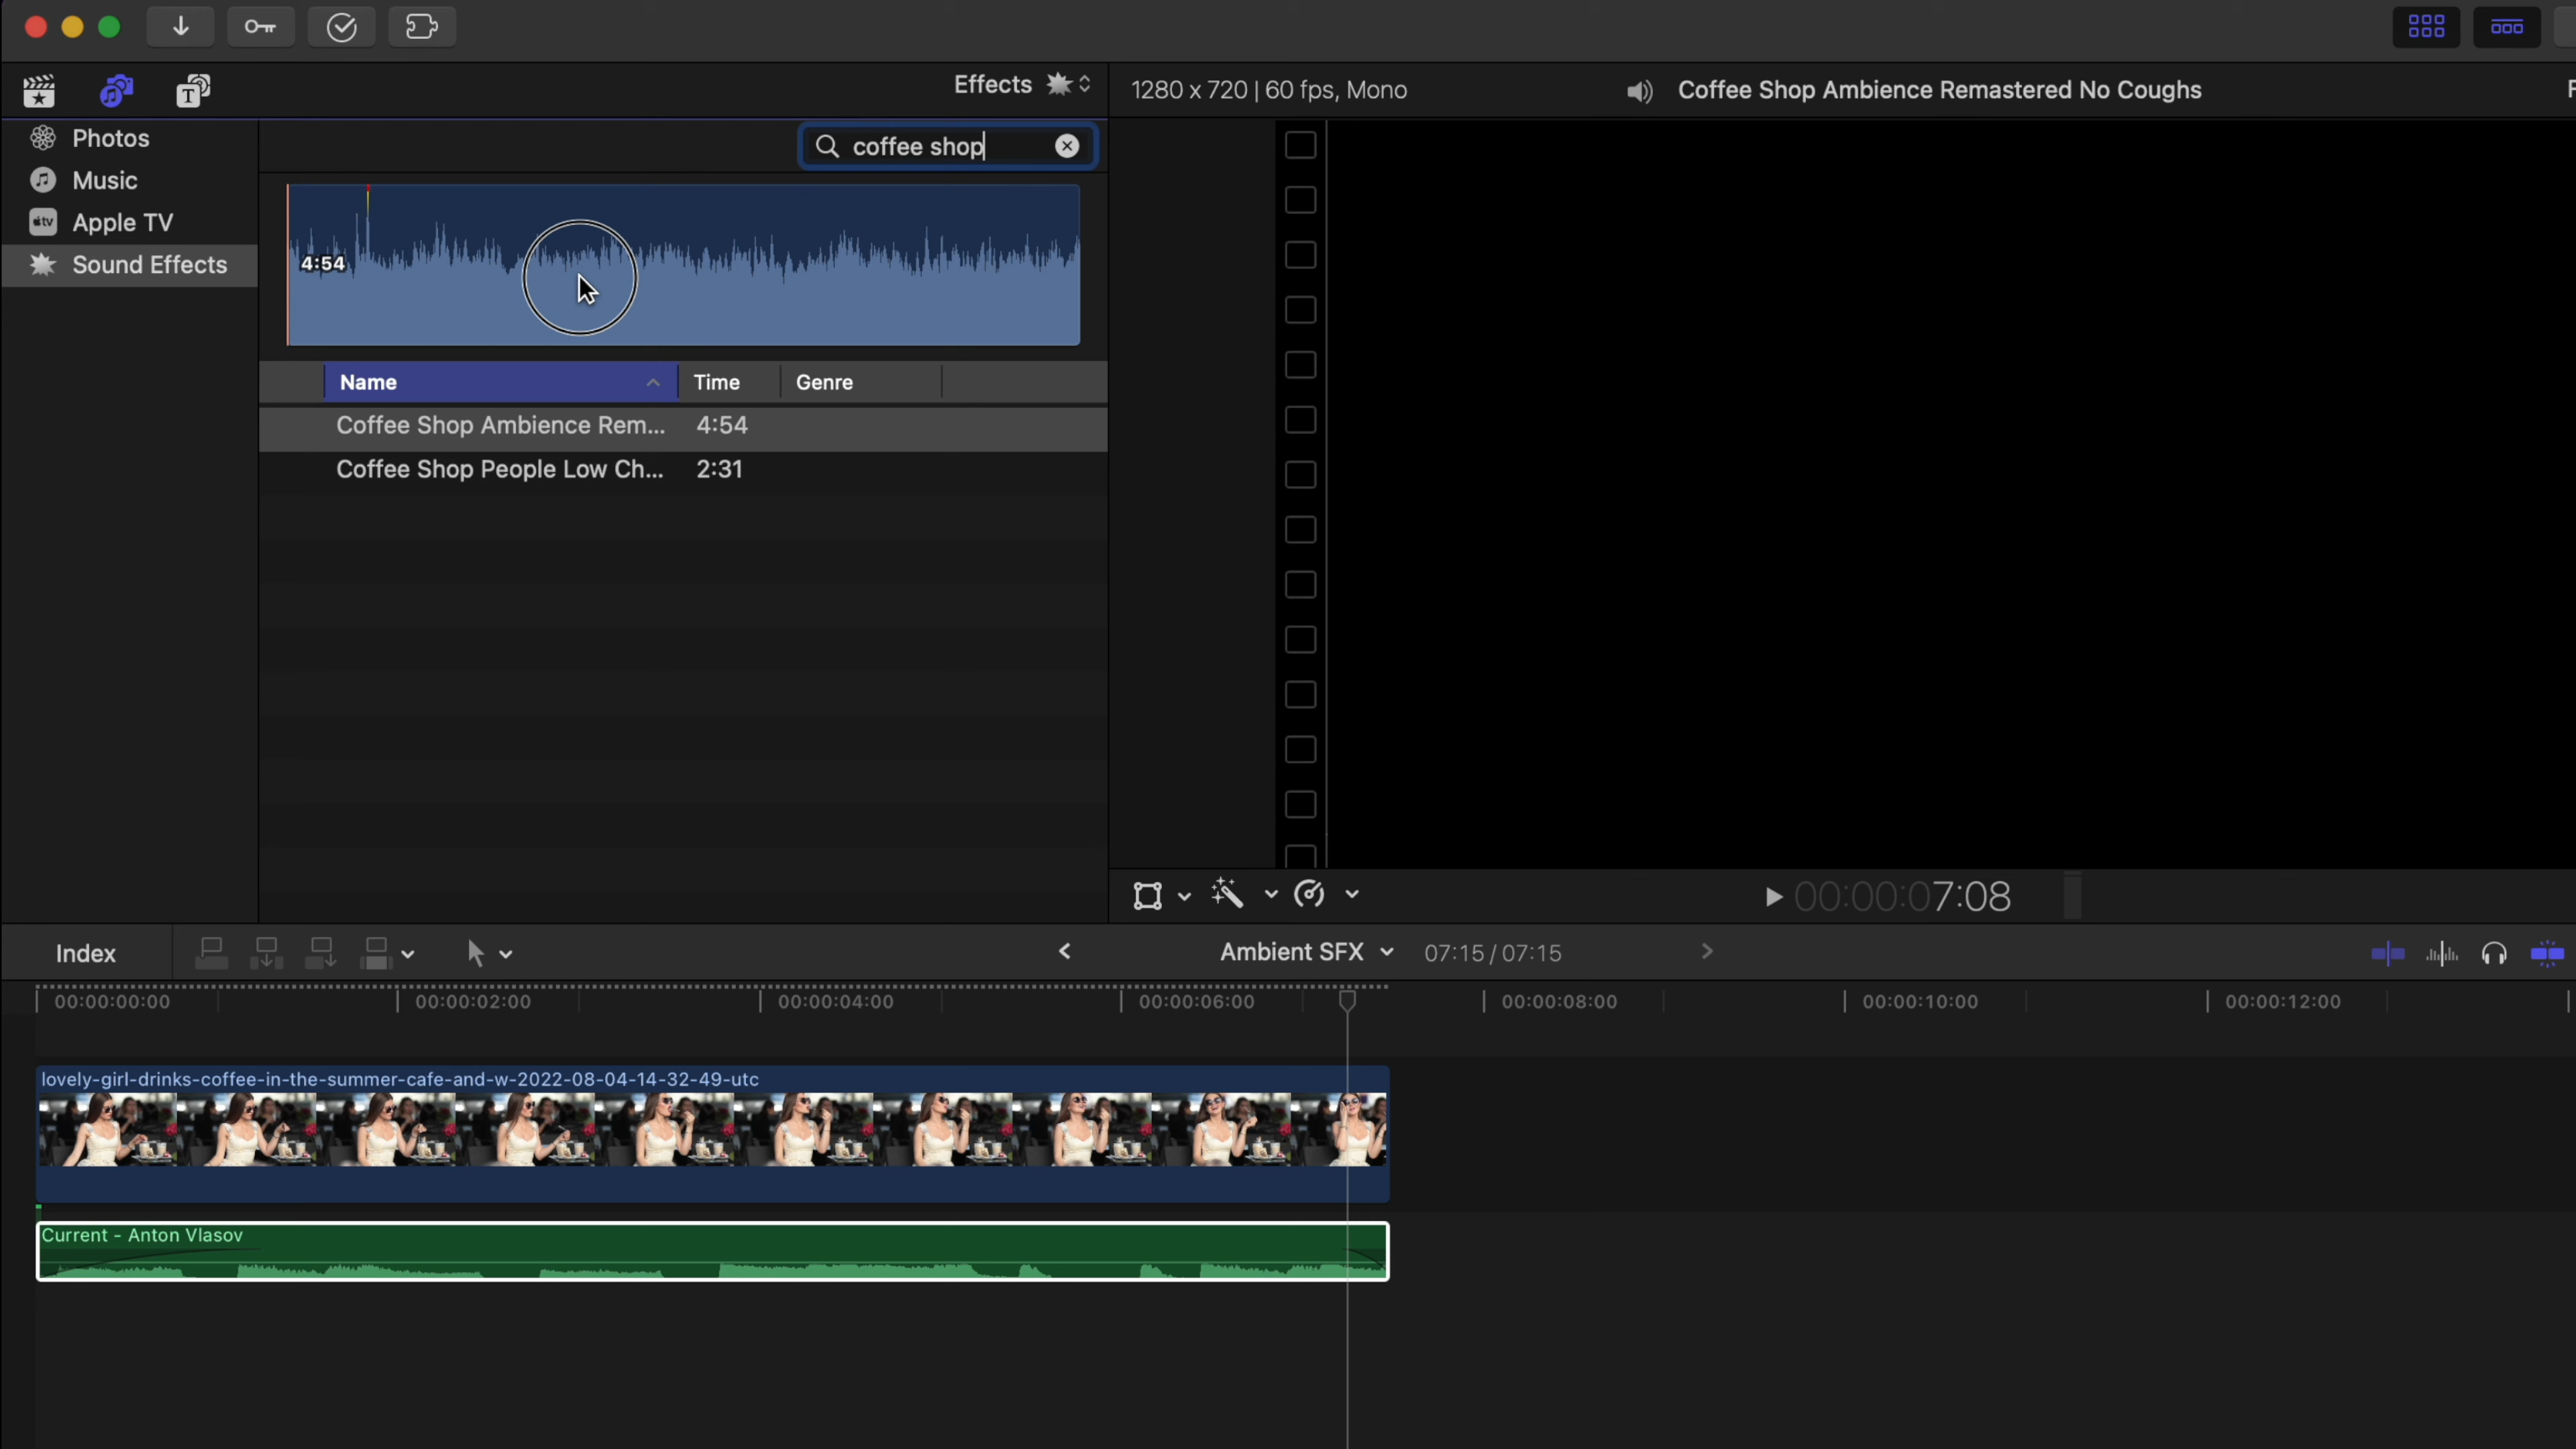 Effects
1280 x 720 | 60 fps, Mono
Coffee Shop Ambience Remastered No Coughs
Photos
Music
Apple TV
Sound Effects
coffee shop
4:54
Name
Time
Genre
Coffee Shop Ambience Rem... 4:54
Coffee Shop People Low Ch... 2:31
00:00:07:08
Index
Ambient SFX
07:15 / 07:15
00:00:00:00
00:00:02:00
00:00:04:00
00:00:06:00
00:00:08:00
00:00:10:00
00:00:12:00
lovely-girl-drinks-coffee-in-the-summer-cafe-and-w-2022-08-04-14-32-49-utc
Current - Anton Vlasov